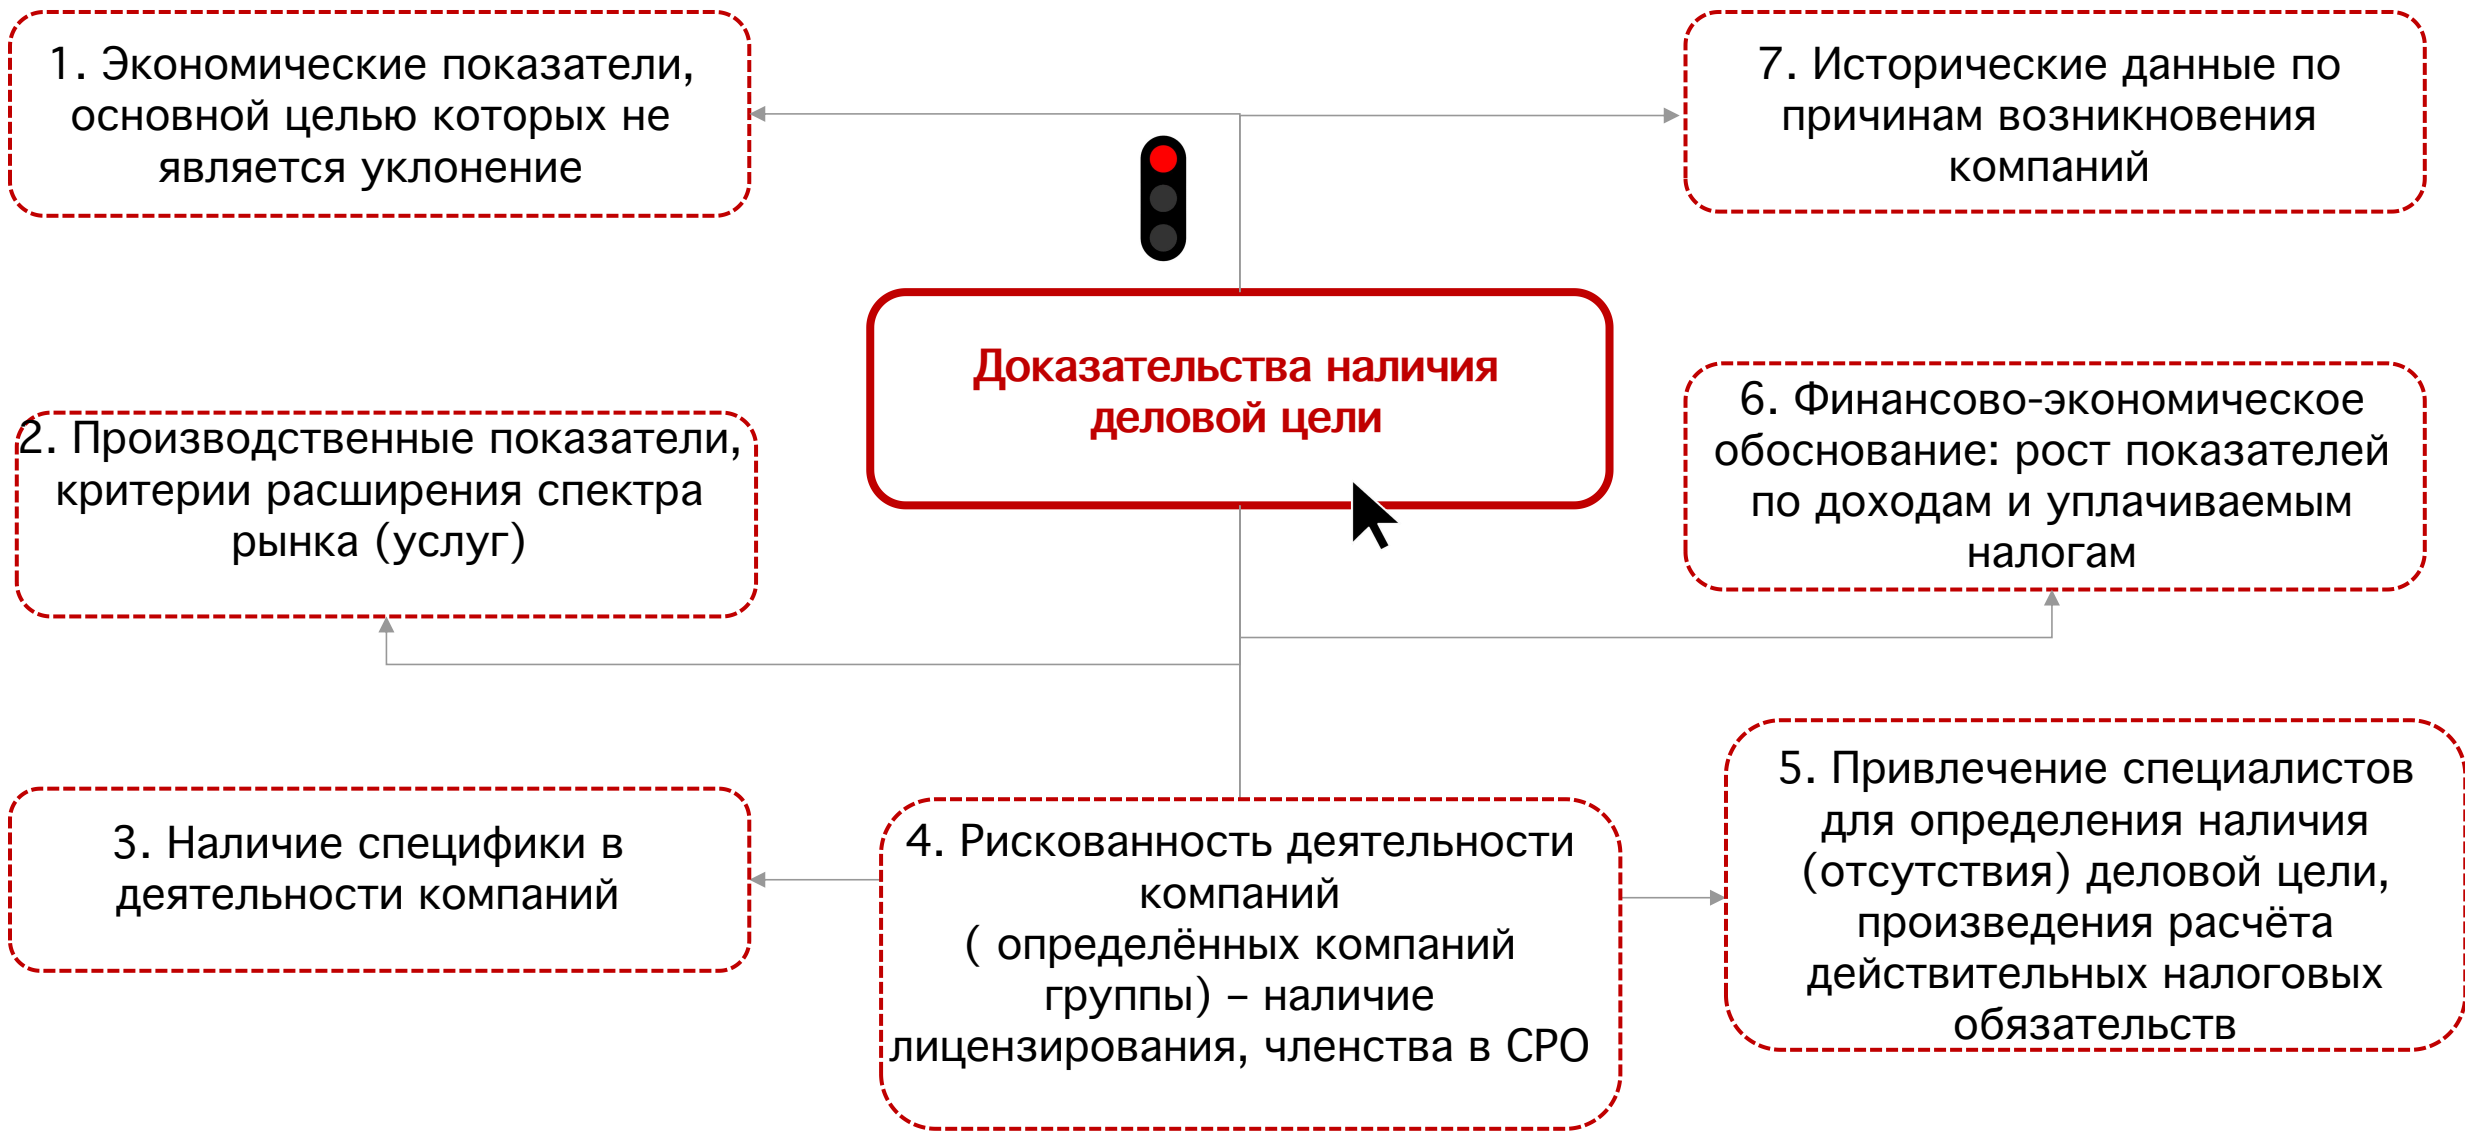 1. Экономические показатели,
основной целью которых не
является уклонение
7. Исторические данные по
причинам возникновения
компаний
Доказательства наличия
деловой цели
2. Производственные показатели,
критерии расширения спектра
рынка (услуг)
6. Финансово-экономическое
обоснование: рост показателей
по доходам и уплачиваемым
налогам
3. Наличие специфики в
деятельности компаний
4. Рискованность деятельности
компаний
( определённых компаний
группы) – наличие
лицензирования, членства в СРО
5. Привлечение специалистов
для определения наличия
(отсутствия) деловой цели,
произведения расчёта
действительных налоговых
обязательств